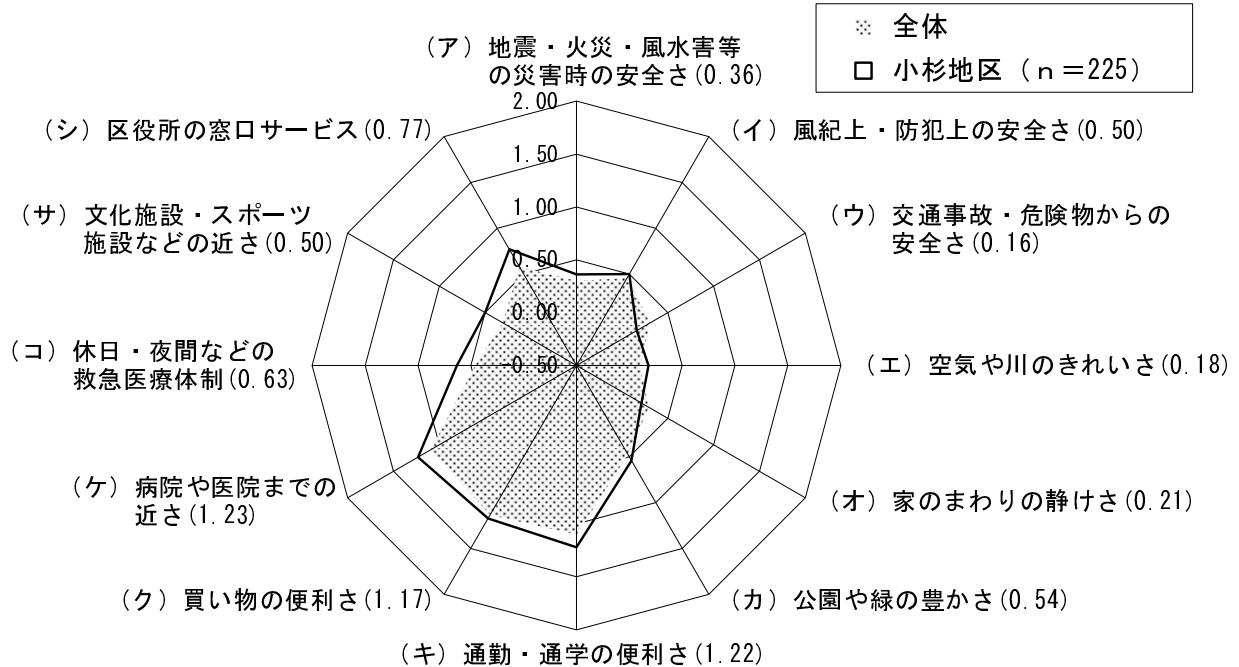 全体
小杉地区（ｎ＝225）
（ア）地震・火災・風水害等
の災害時の安全さ(0.36)
2.00
1.50
1.00
0.50
0.00
-0.50
（イ）風紀上・防犯上の安全さ(0.50)
（ウ）交通事故・危険物からの
安全さ(0.16)
（エ）空気や川のきれいさ(0.18)
（オ）家のまわりの静けさ(0.21)
（カ）公園や緑の豊かさ(0.54)
（キ）通勤・通学の便利さ(1.22)
（ク）買い物の便利さ(1.17)
（ケ）病院や医院までの
近さ(1.23)
（コ）休日・夜間などの
救急医療体制(0.63)
（サ）文化施設・スポーツ
施設などの近さ(0.50)
（シ）区役所の窓口サービス(0.77)